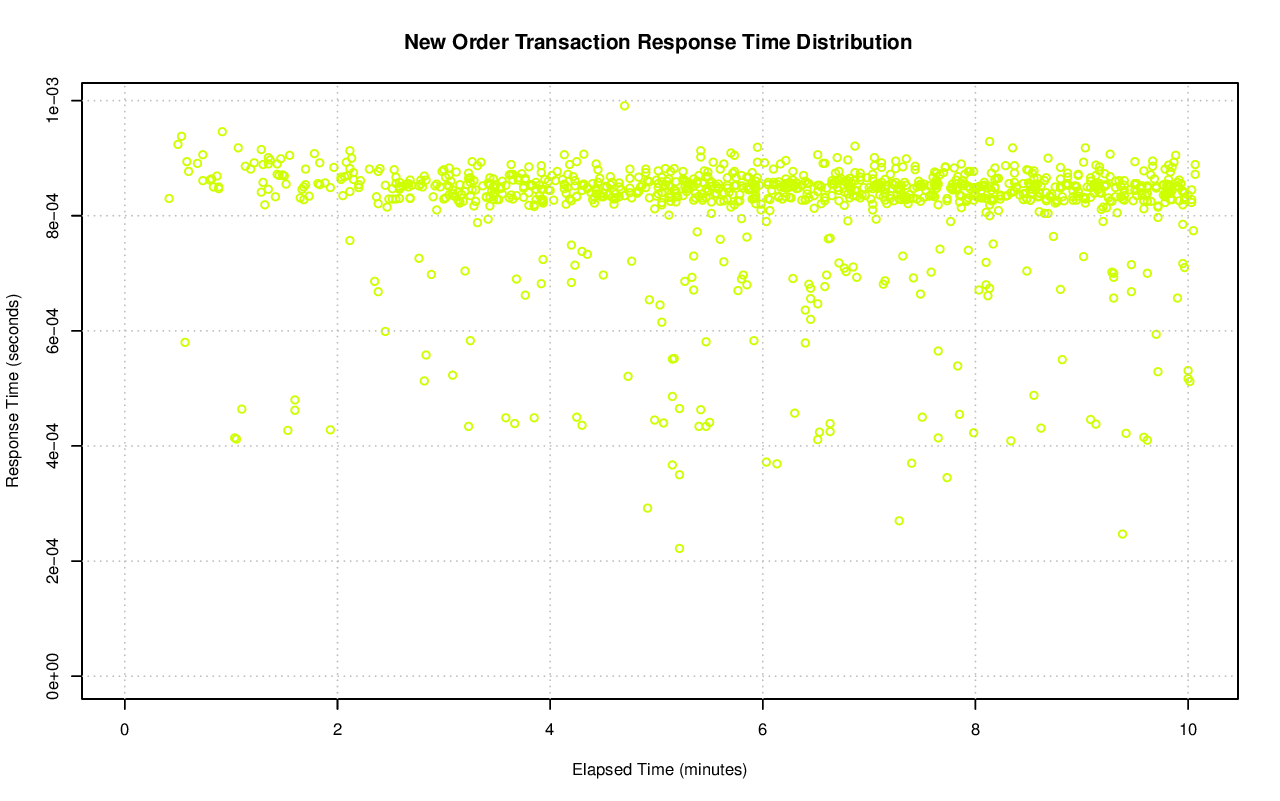 New Order Transaction Response Time Distribution
1e−03
8e−04
6e−04
4e−04
2e−04
0e+00
Response Time (seconds)
0 2 4 6 8 10
Elapsed Time (minutes)